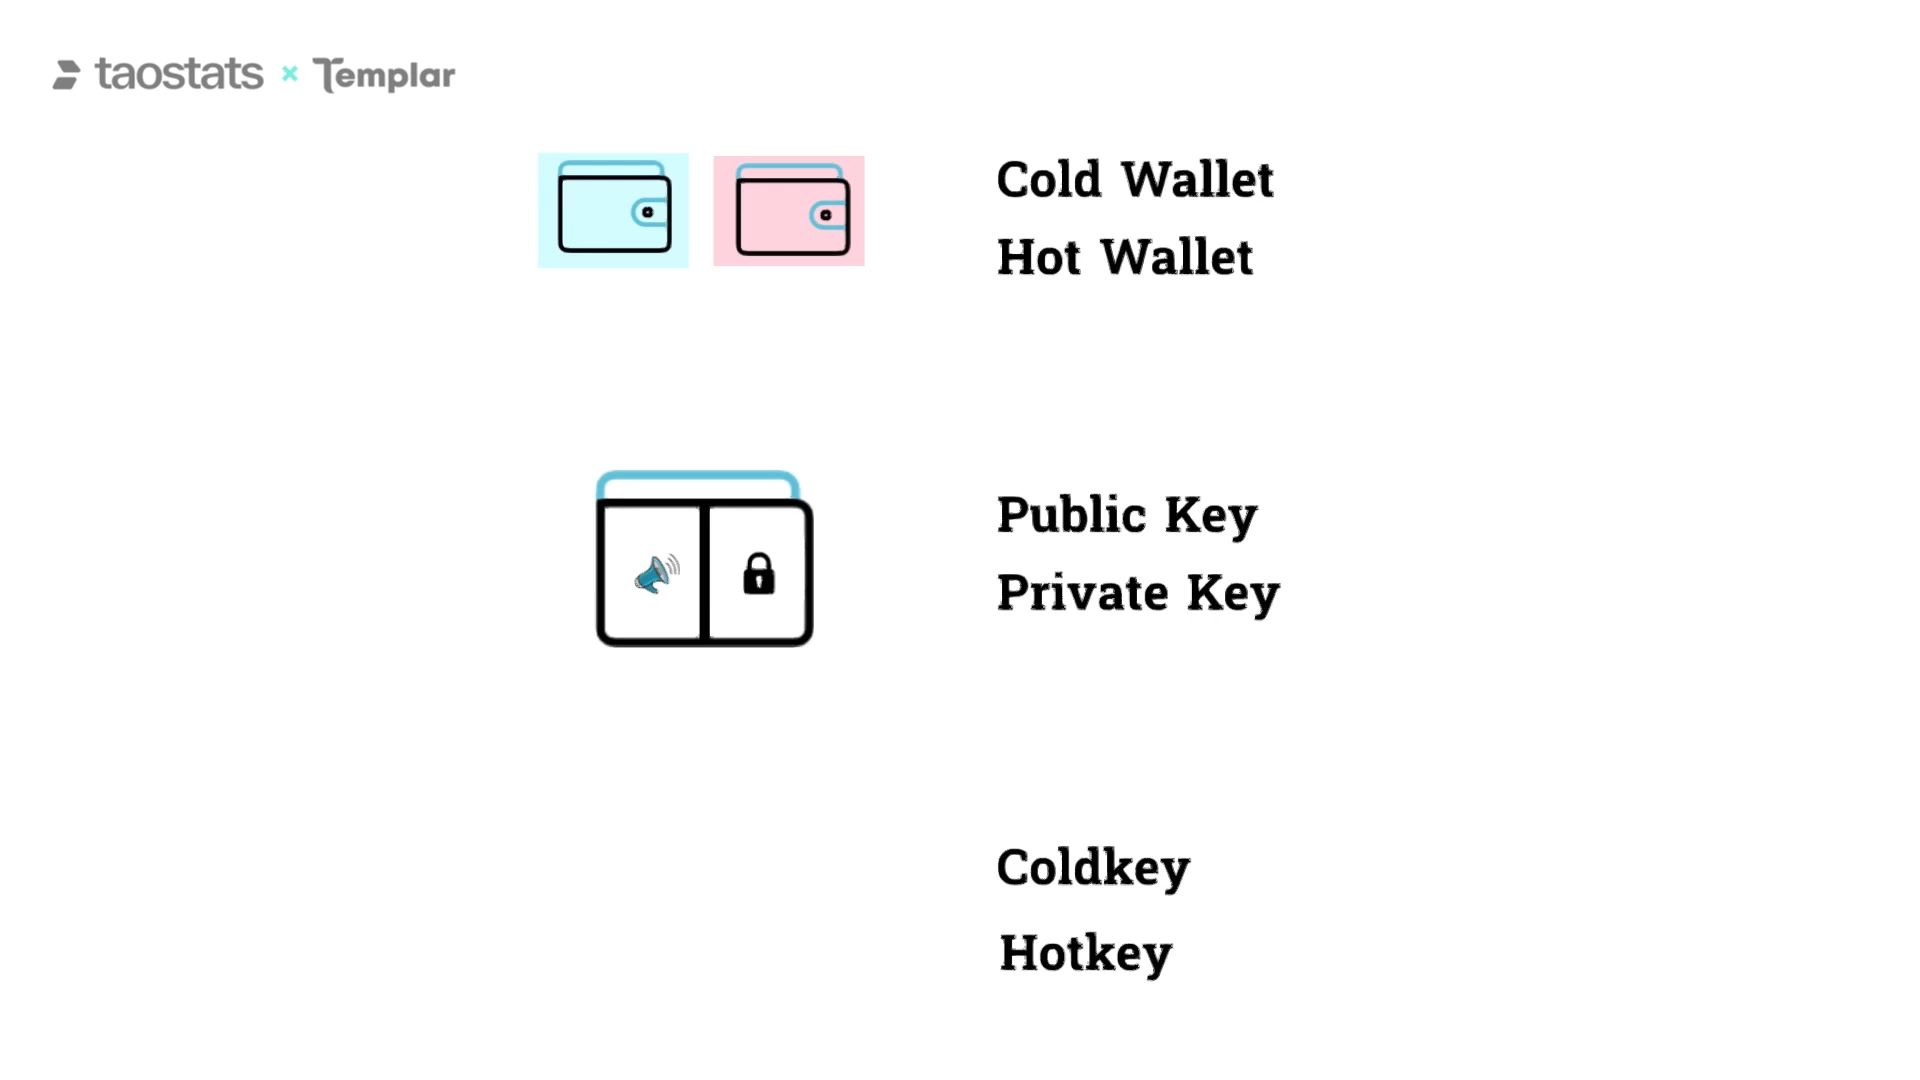 taostats × Templar
Cold Wallet
Hot Wallet
Public Key
Private Key
Coldkey
Hotkey